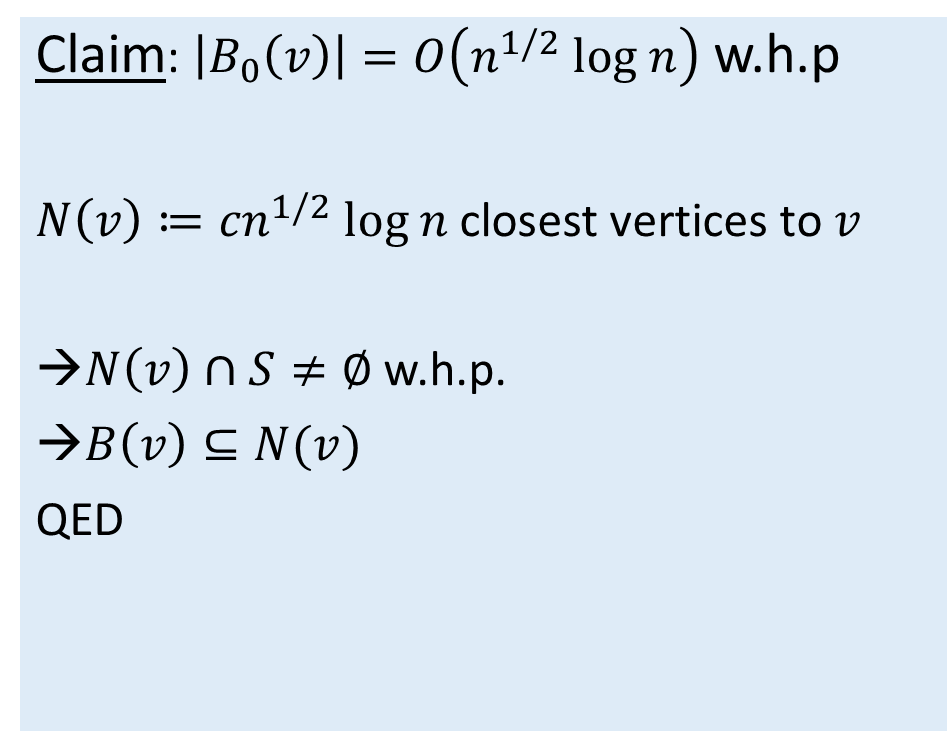 Claim: |B₀(v)| = O(n^{1/2} log n) w.h.p
N(v) ≔ cn^{1/2} log n closest vertices to v
→N(v) ∩ S ≠ ∅ w.h.p.
→B(v) ⊆ N(v)
QED